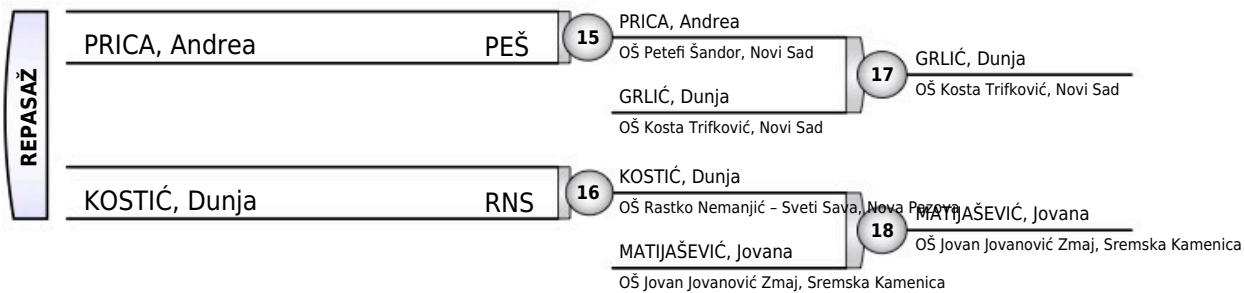 REPASAŽ
PRICA, Andrea PEŠ
15
PRICA, Andrea
OŠ Petefi Šandor, Novi Sad
GRLIĆ, Dunja
OŠ Kosta Trifković, Novi Sad
17
GRLIĆ, Dunja
OŠ Kosta Trifković, Novi Sad
KOSTIĆ, Dunja RNS
16
KOSTIĆ, Dunja
OŠ Rastko Nemanjić – Sveti Sava, Nova Pazova
MATIJAŠEVIĆ, Jovana
OŠ Jovan Jovanović Zmaj, Sremska Kamenica
18
MATIJAŠEVIĆ, Jovana
OŠ Jovan Jovanović Zmaj, Sremska Kamenica